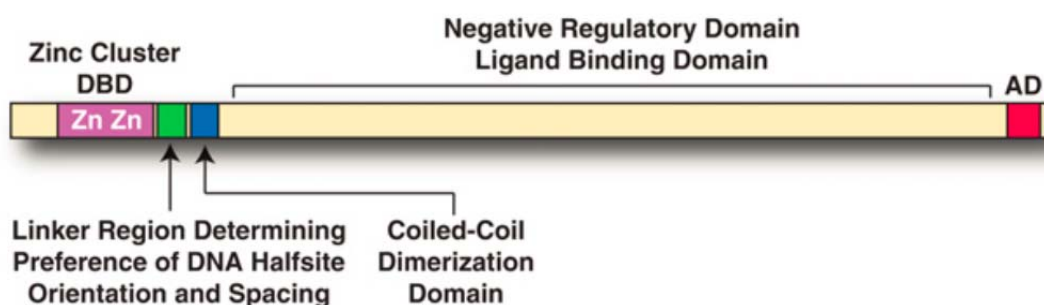 Negative Regulatory Domain
Ligand Binding Domain
Zinc Cluster
DBD
AD
Zn Zn
Linker Region Determining
Preference of DNA Halfsite
Orientation and Spacing
Coiled-Coil
Dimerization
Domain